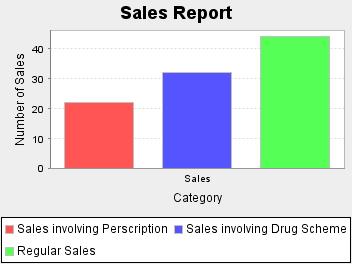 Sales Report
Number of Sales
40
30
20
10
0
Sales
Category
Sales involving Perscription
Sales involving Drug Scheme
Regular Sales